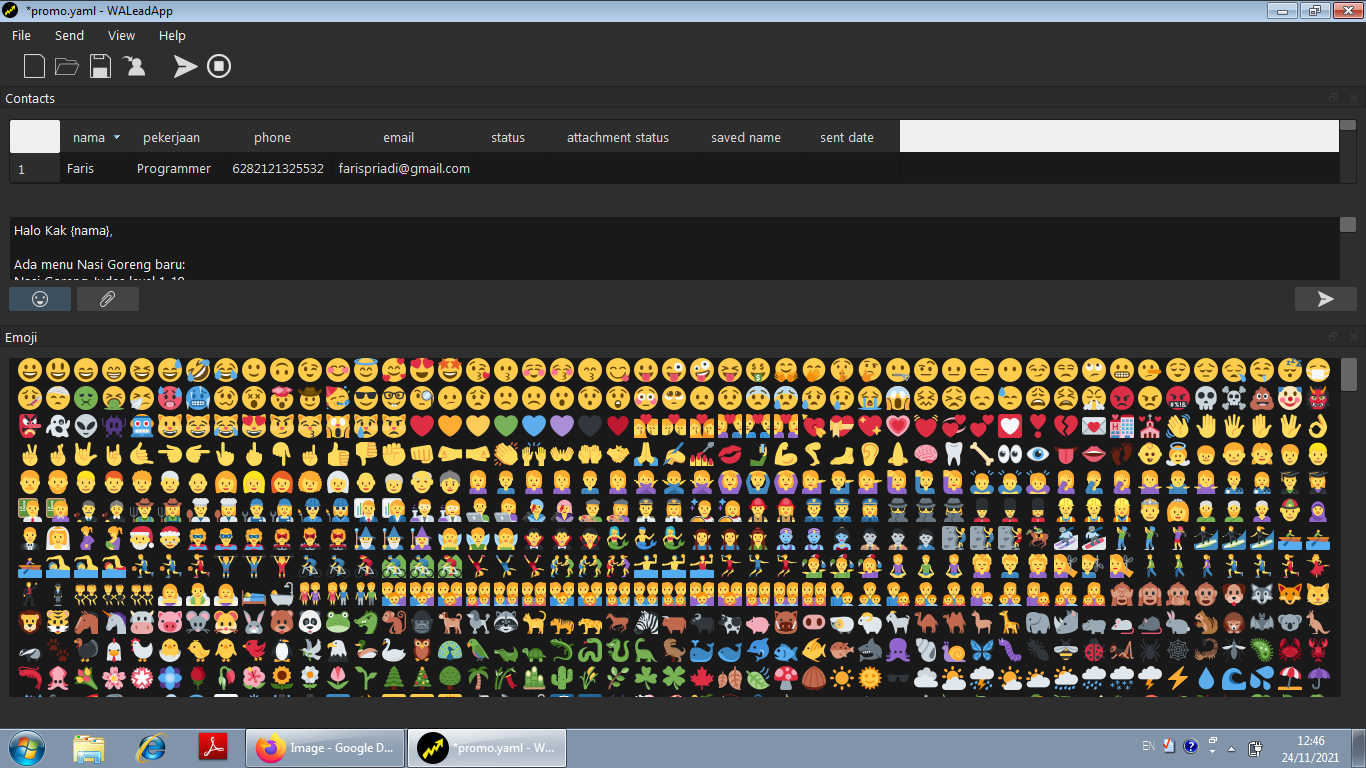 *promo.yaml - WALeadApp
File Send View Help
Contacts
nama pekerjaan phone email status attachment status saved name sent date
1 Faris Programmer 6282121325532 farispriadi@gmail.com
Halo Kak {nama},
Ada menu Nasi Goreng baru:
Emoji
Image - Google D...
*promo.yaml - W...
EN
12:46
24/11/2021